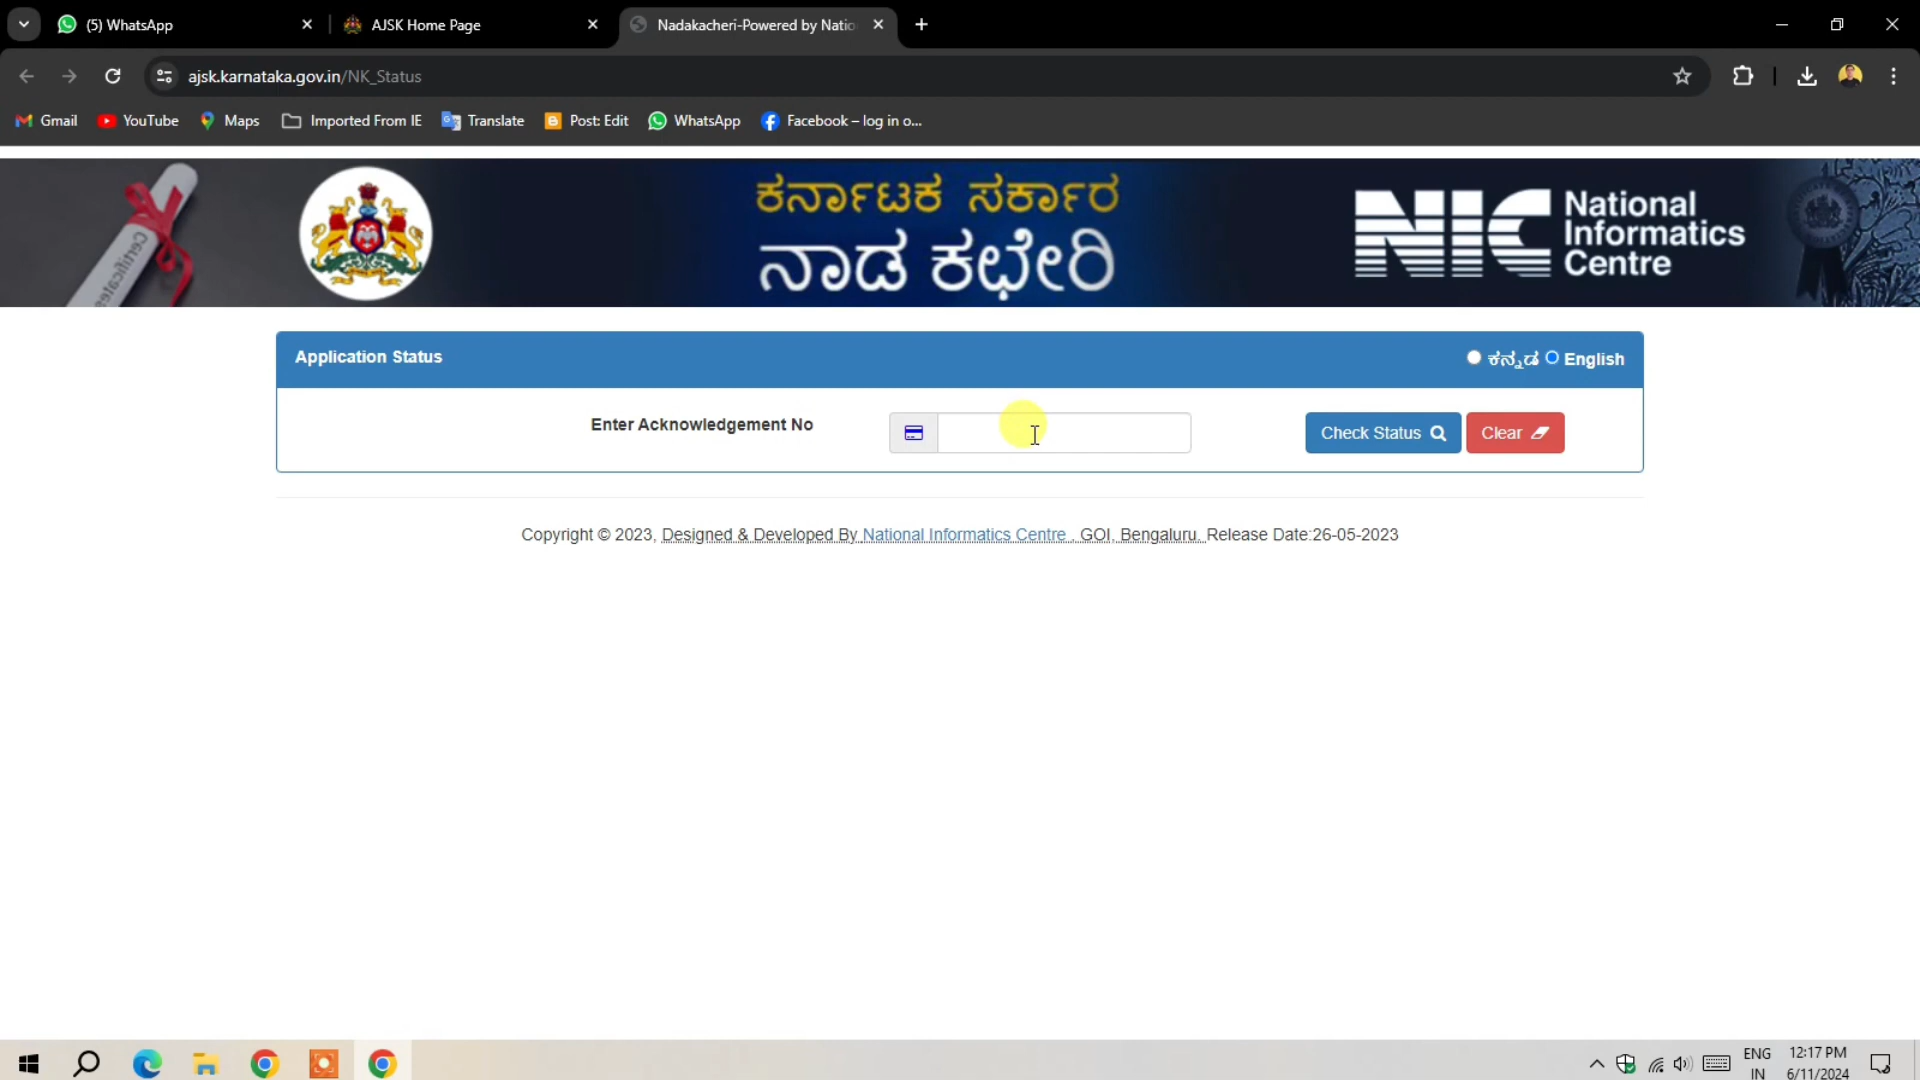 (5) WhatsApp
AJSK Home Page
Nadakacheri-Powered by Natio
ajsk.karnataka.gov.in/NK_Status
Gmail
YouTube
Maps
Imported From IE
Translate
Post: Edit
WhatsApp
Facebook – log in o...
Certificates
ಕರ್ನಾಟಕ ಸರ್ಕಾರ
ನಾಡ ಕಛೇರಿ
NIC
National
Informatics
Centre
Application Status
ಕನ್ನಡ English
Enter Acknowledgement No
Check Status
Clear
Copyright © 2023, Designed & Developed By National Informatics Centre , GOI, Bengaluru. Release Date:26-05-2023
ENG
IN
12:17 PM
6/11/2024